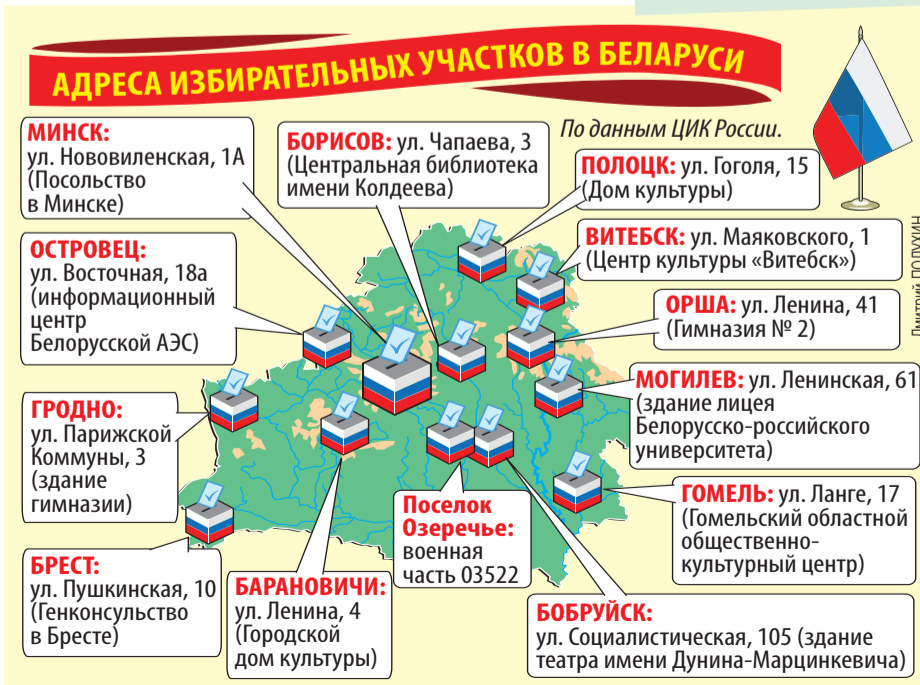 АДРЕСА ИЗБИРАТЕЛЬНЫХ УЧАСТКОВ В БЕЛАРУСИ
По данным ЦИК России.
МИНСК:
ул. Нововиленская, 1А
(Посольство
в Минске)
БОРИСОВ: ул. Чапаева, 3
(Центральная библиотека
имени Колдеева)
ПОЛОЦК: ул. Гоголя, 15
(Дом культуры)
ВИТЕБСК: ул. Маяковского, 1
(Центр культуры «Витебск»)
ОСТРОВЕЦ:
ул. Восточная, 18а
(информационный
центр
Белорусской АЭС)
ОРША: ул. Ленина, 41
(Гимназия № 2)
МОГИЛЕВ: ул. Ленинская, 61
(здание лицея
Белорусско-российского
университета)
ГРОДНО:
ул. Парижской
Коммуны, 3
(здание
гимназии)
ГОМЕЛЬ: ул. Ланге, 17
(Гомельский областной
общественно-
культурный центр)
Поселок
Озеречье:
военная
часть 03522
БРЕСТ:
ул. Пушкинская, 10
(Генконсульство
в Бресте)
БАРАНОВИЧИ:
ул. Ленина, 4
(Городской
дом культуры)
БОБРУЙСК:
ул. Социалистическая, 105 (здание
театра имени Дунина-Марцинкевича)
Дмитрий